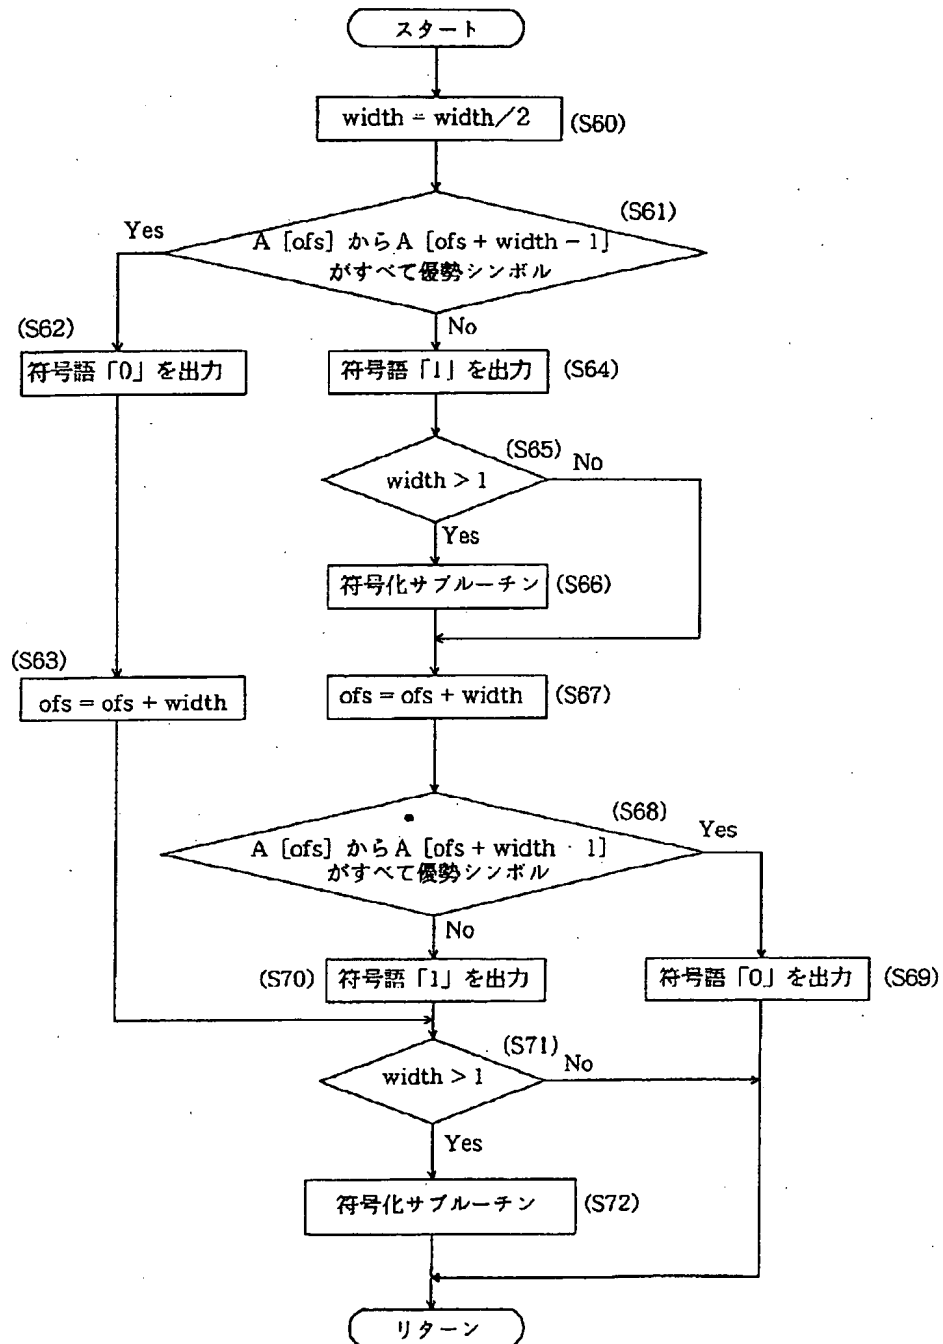 スタート
width = width/2
(S60)
(S61)
Yes
A [ofs] からA [ofs + width - 1]
がすべて優勢シンボル
No
(S62)
符号語「0」を出力
符号語「1」を出力
(S64)
(S65)
No
width > 1
Yes
符号化サブルーチン
(S66)
(S63)
ofs = ofs + width
ofs = ofs + width
(S67)
(S68)
Yes
A [ofs] からA [ofs + width - 1]
がすべて優勢シンボル
No
(S70)
符号語「1」を出力
符号語「0」を出力
(S69)
(S71)
No
width > 1
Yes
符号化サブルーチン
(S72)
リターン